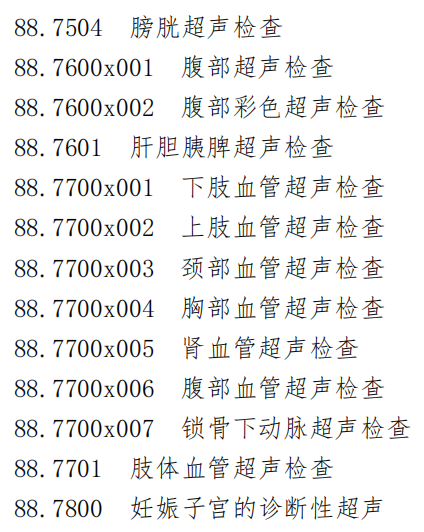 88.7504 膀胱超声检查
88.7600x001 腹部超声检查
88.7600x002 腹部彩色超声检查
88.7601 肝胆胰脾超声检查
88.7700x001 下肢血管超声检查
88.7700x002 上肢血管超声检查
88.7700x003 颈部血管超声检查
88.7700x004 胸部血管超声检查
88.7700x005 肾血管超声检查
88.7700x006 腹部血管超声检查
88.7700x007 锁骨下动脉超声检查
88.7701 肢体血管超声检查
88.7800 妊娠子宫的诊断性超声